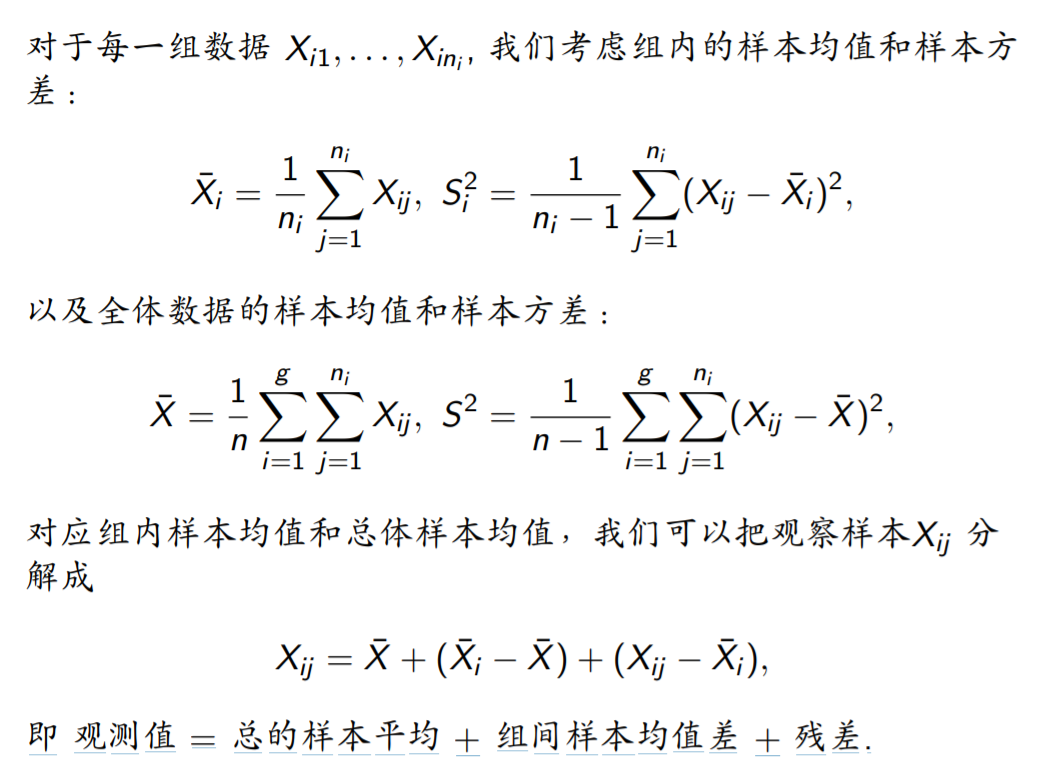 对于每一组数据 $X_{i1}, \ldots, X_{in_i}$, 我们考虑组内的样本均值和样本方
差：
$\bar{X}_i = \frac{1}{n_i} \sum_{j=1}^{n_i} X_{ij}, \ S_i^2 = \frac{1}{n_i - 1} \sum_{j=1}^{n_i} (X_{ij} - \bar{X}_i)^2,$
以及全体数据的样本均值和样本方差：
$\bar{X} = \frac{1}{n} \sum_{i=1}^{g} \sum_{j=1}^{n_i} X_{ij}, \ S^2 = \frac{1}{n - 1} \sum_{i=1}^{g} \sum_{j=1}^{n_i} (X_{ij} - \bar{X})^2,$
对应组内样本均值和总体样本均值，我们可以把观察样本$X_{ij}$ 分
解成
$X_{ij} = \bar{X} + (\bar{X}_i - \bar{X}) + (X_{ij} - \bar{X}_i),$
即 观测值 = 总的样本平均 + 组间样本均值差 + 残差.